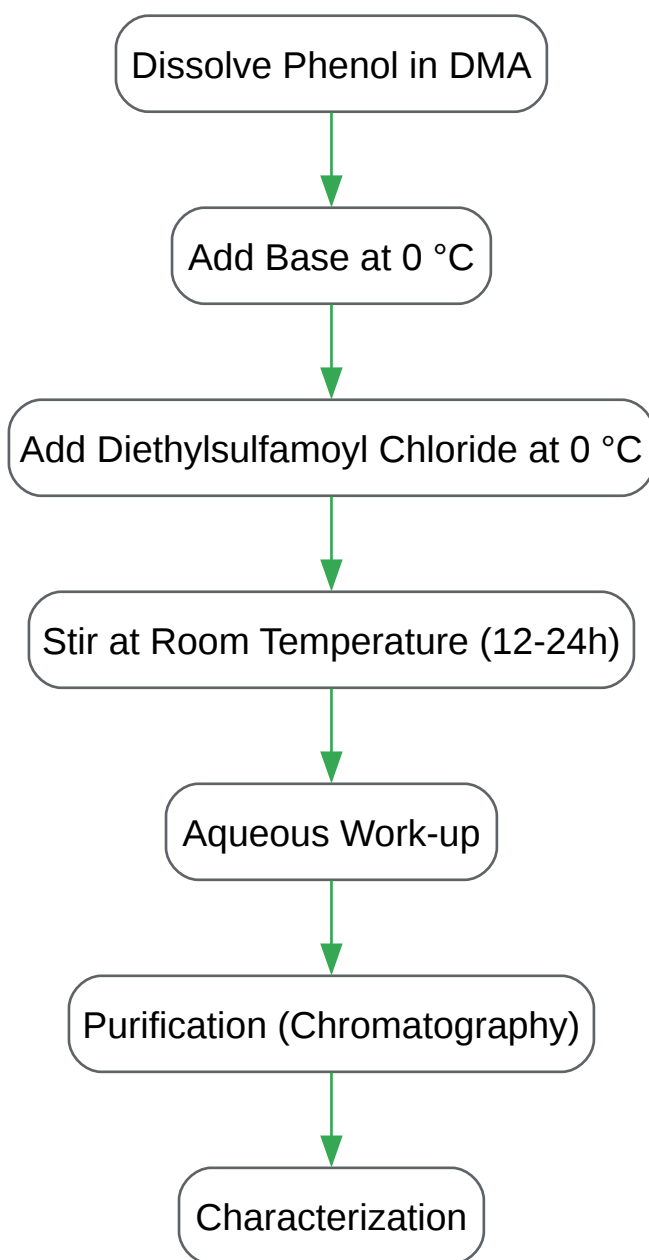 Dissolve Phenol in DMA
Add Base at 0 °C
Add Diethylsulfamoyl Chloride at 0 °C
Stir at Room Temperature (12-24h)
Aqueous Work-up
Purification (Chromatography)
Characterization